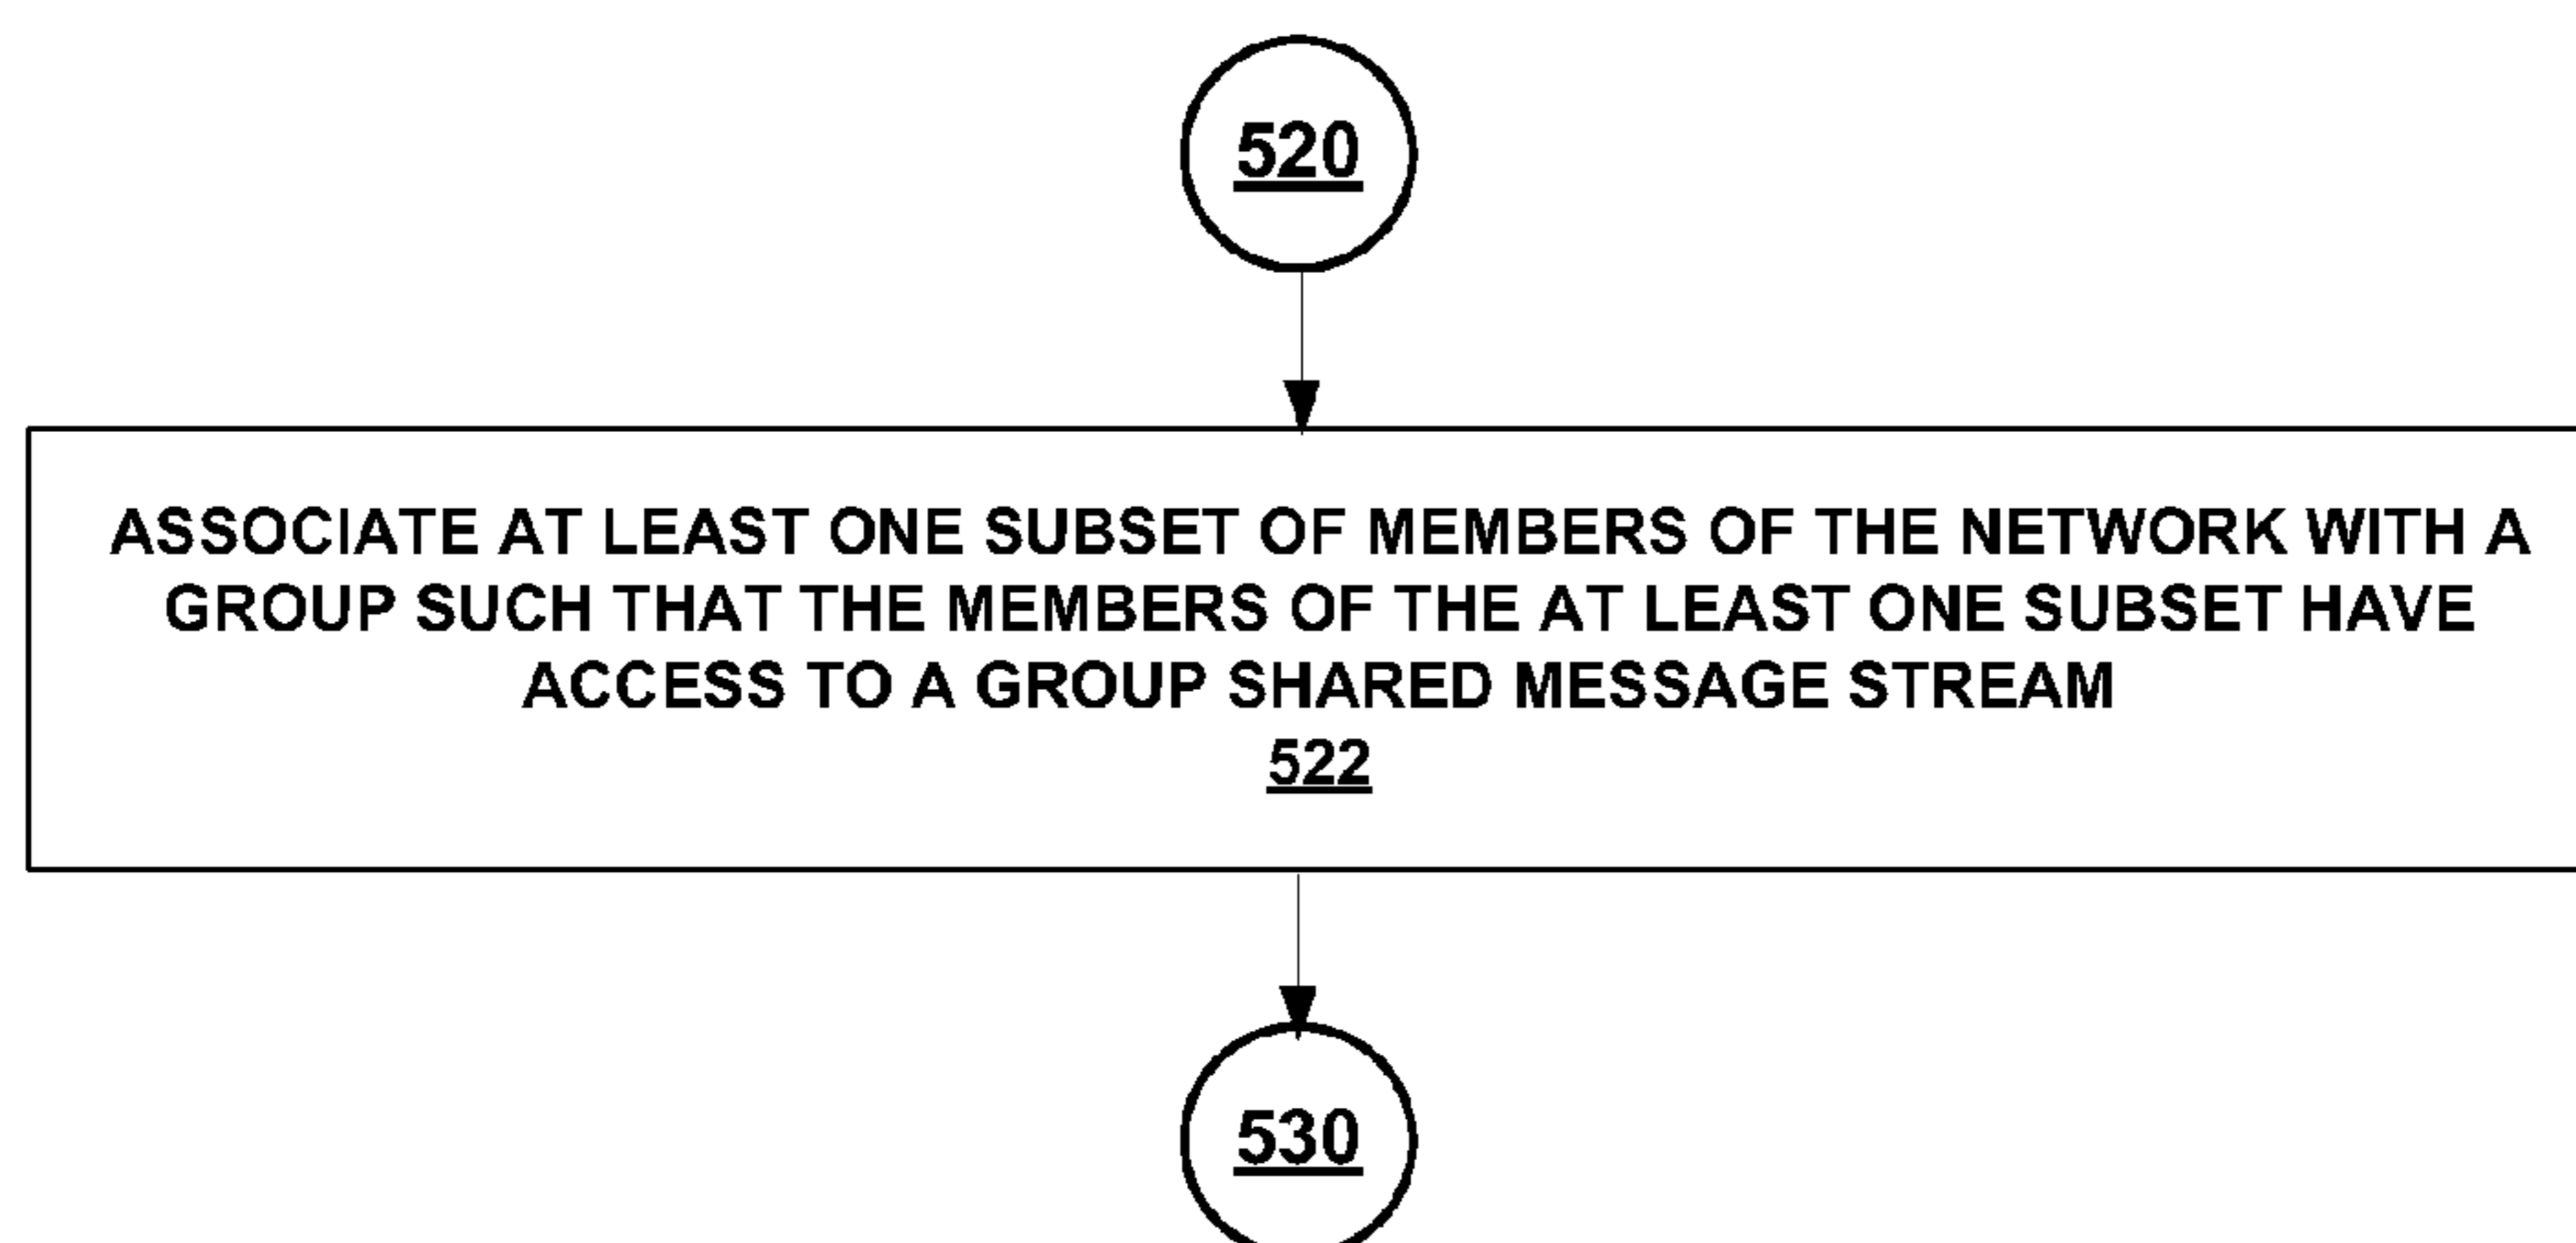 520
ASSOCIATE AT LEAST ONE SUBSET OF MEMBERS OF THE NETWORK WITH A
GROUP SUCH THAT THE MEMBERS OF THE AT LEAST ONE SUBSET HAVE
ACCESS TO A GROUP SHARED MESSAGE STREAM
522
530